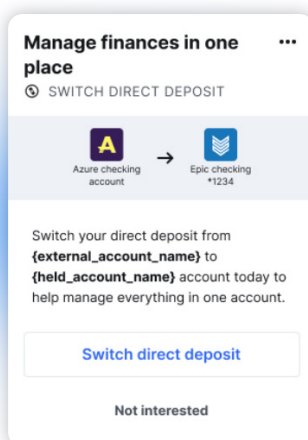 Manage finances in one
place
SWITCH DIRECT DEPOSIT
A
Azure checking
account
Epic checking
*1234
Switch your direct deposit from
{external_account_name} to
{held_account_name} account today to
help manage everything in one account.
Switch direct deposit
Not interested